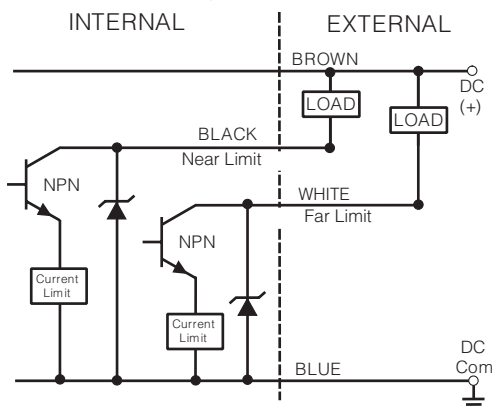 INTERNAL
EXTERNAL
BROWN
DC
(+)
LOAD
LOAD
BLACK
Near Limit
NPN
WHITE
Far Limit
NPN
Current
Limit
Current
Limit
BLUE
DC
Com